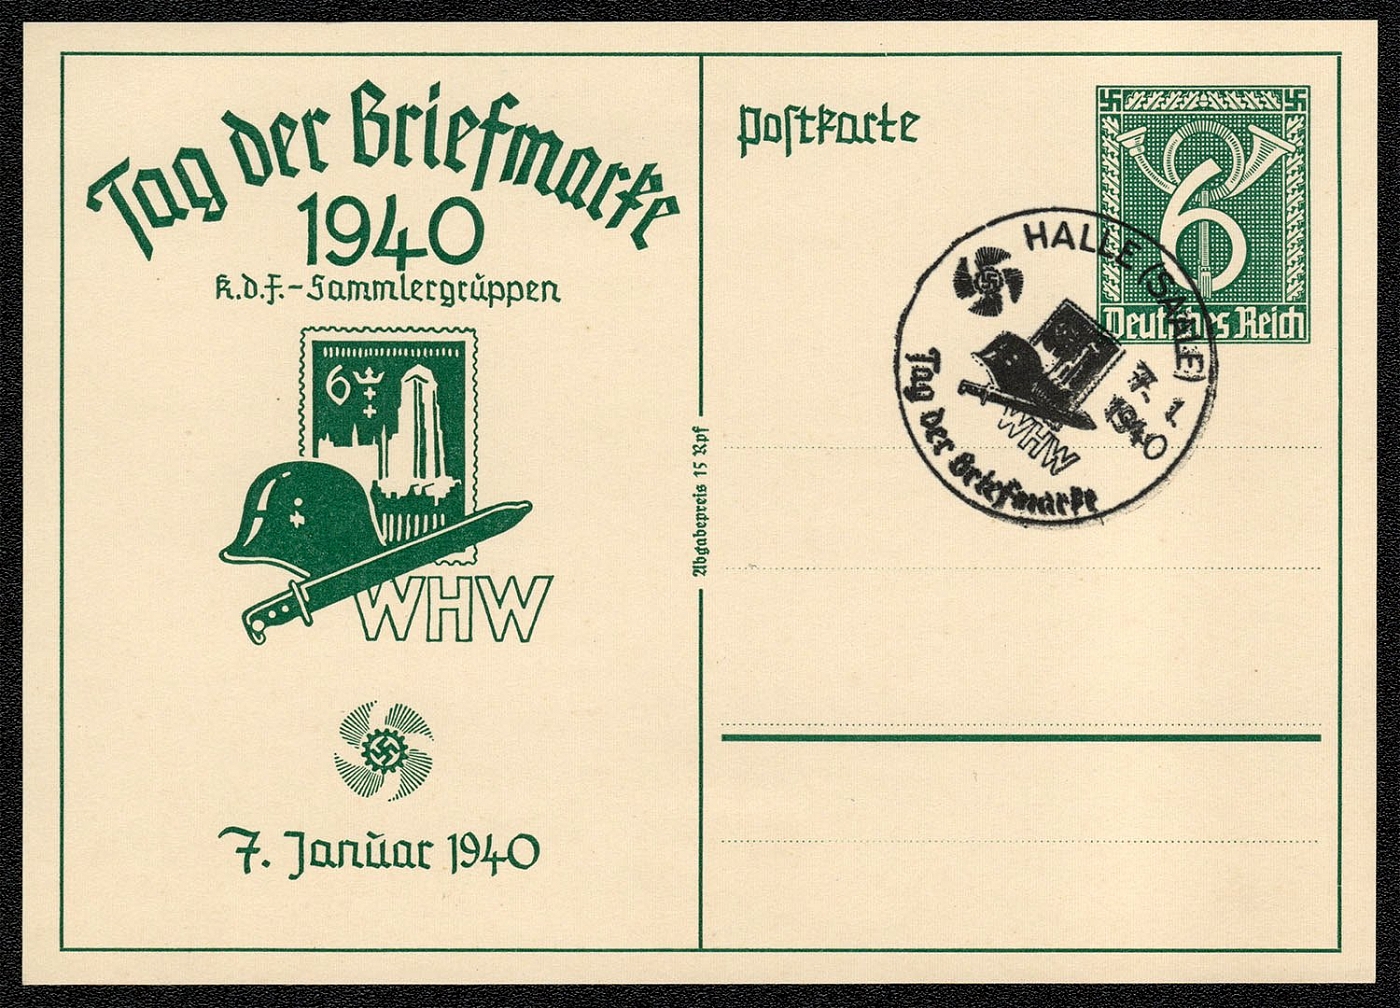 Tag der Briefmarke
1940
K.d.F.-Sammlergruppen
6
WHW
7. Januar 1940
Abgabepreis 15 Rpf
Postkarte
6
Deutsches Reich
HALLE (SAALE)
7. 1
1940
WHW
Tag der Briefmarke